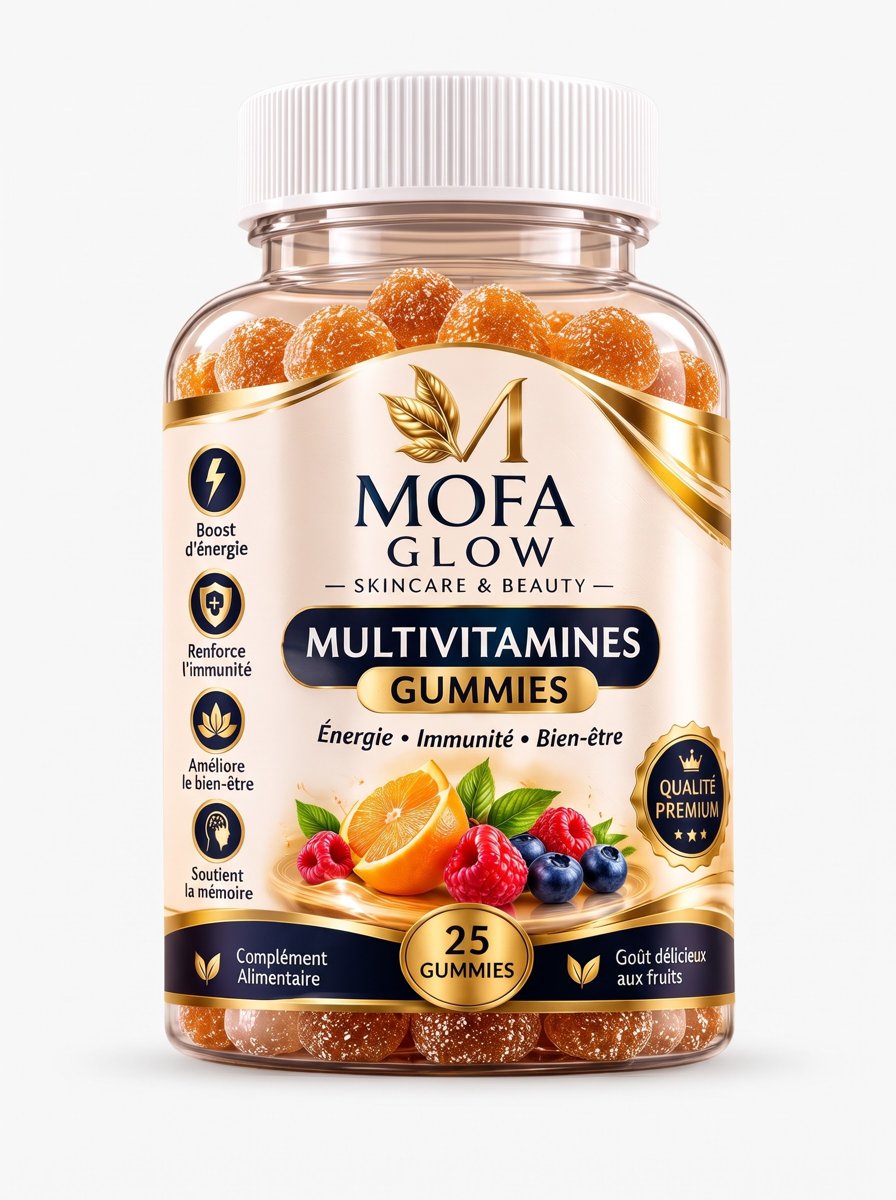 M
MOFA
GLOW
— SKINCARE & BEAUTY —
MULTIVITAMINES
GUMMIES
Énergie • Immunité • Bien-être
Boost
d'énergie
Renforce
l'immunité
Améliore
le bien-être
Soutient
la mémoire
QUALITÉ
PREMIUM
25
GUMMIES
Complément
Alimentaire
Goût délicieux
aux fruits